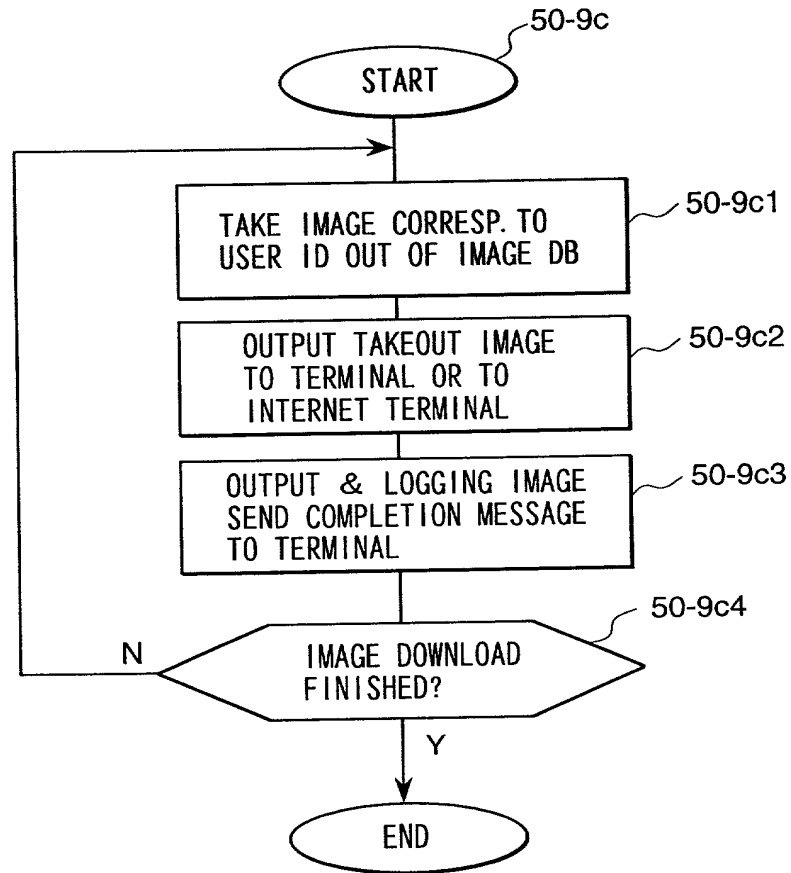 50-9c
START
50-9c1
TAKE IMAGE CORRESP. TO
USER ID OUT OF IMAGE DB
50-9c2
OUTPUT TAKEOUT IMAGE
TO TERMINAL OR TO
INTERNET TERMINAL
50-9c3
OUTPUT & LOGGING IMAGE
SEND COMPLETION MESSAGE
TO TERMINAL
50-9c4
N
IMAGE DOWNLOAD
FINISHED?
Y
END